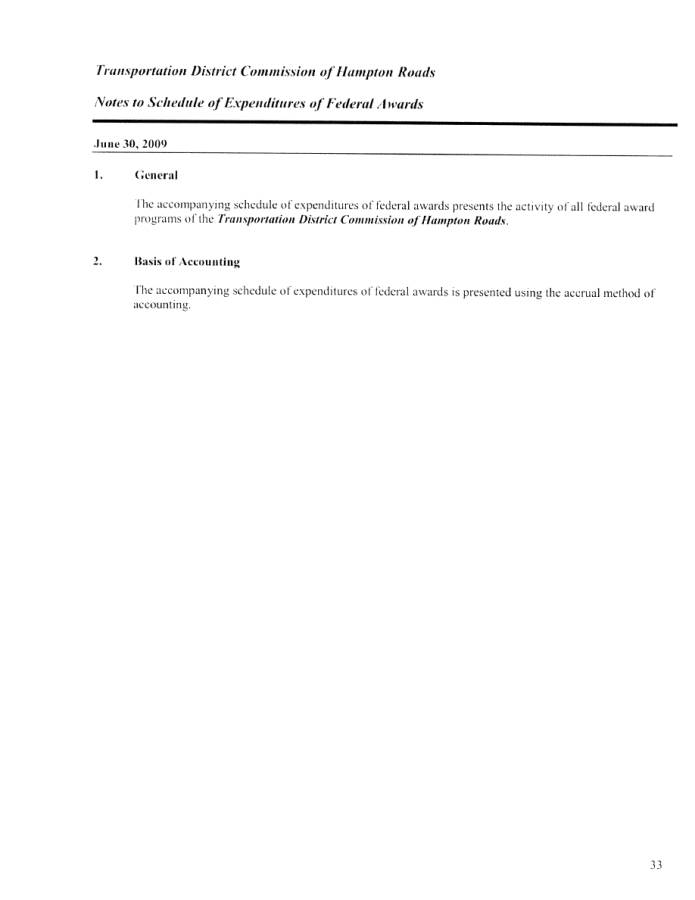 Transportation District Commission of Hampton Roads
Notes to Schedule of Expenditures of Federal Awards
June 30, 2009
1. General
The accompanying schedule of expenditures of federal awards presents the activity of all federal award
programs of the Transportation District Commission of Hampton Roads.
2. Basis of Accounting
The accompanying schedule of expenditures of federal awards is presented using the accrual method of
accounting.
33